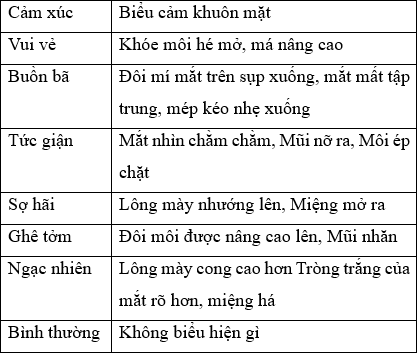 Cảm xúc Biểu cảm khuôn mặt
Vui vẻ Khóe môi hé mở, má nâng cao
Buồn bã Đôi mí mắt trên sụp xuống, mắt mất tập
trung, mép kéo nhẹ xuống
Tức giận Mắt nhìn chằm chằm, Mũi nỡ ra, Môi ép
chặt
Sợ hãi Lông mày nhướng lên, Miệng mở ra
Ghê tởm Đôi môi được nâng cao lên, Mũi nhăn
Ngạc nhiên Lông mày cong cao hơn Tròng trắng của
mắt rõ hơn, miệng há
Bình thường Không biểu hiện gì